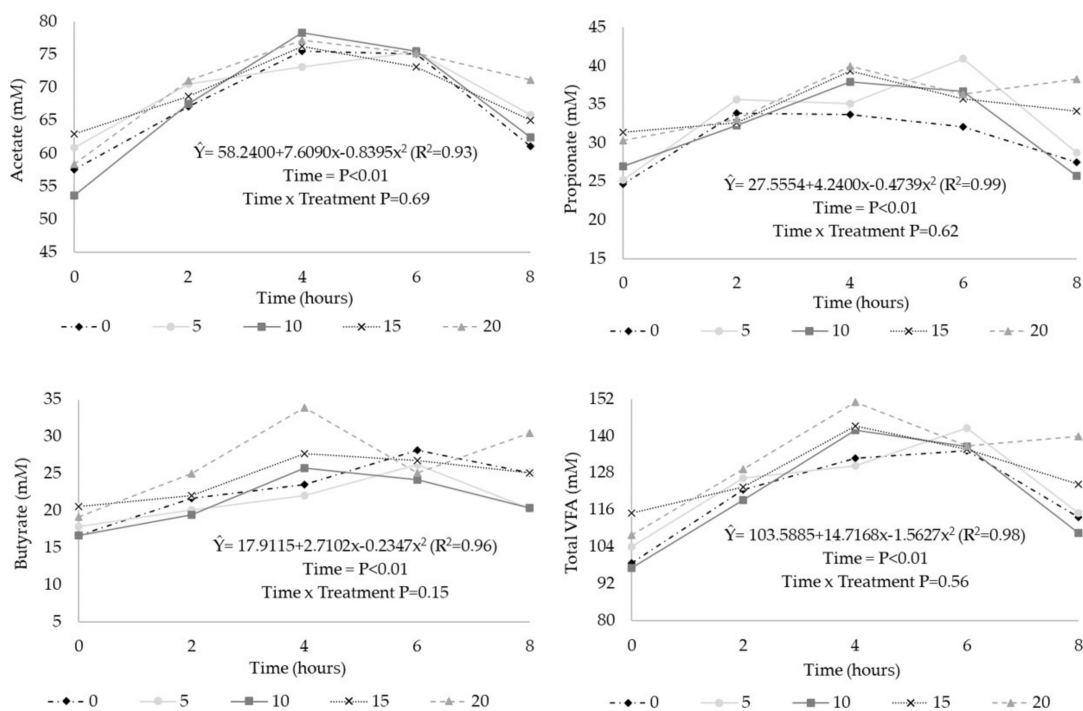 80
75
70
65
60
55
50
45
Acetate (mM)
Ŷ= 58.2400+7.6090x-0.8395x² (R²=0.93)
Time = P<0.01
Time x Treatment P=0.69
0 2 4 6 8
Time (hours)
0 5 10 15 20
45
40
35
30
25
20
15
Propionate (mM)
Ŷ= 27.5554+4.2400x-0.4739x² (R²=0.99)
Time = P<0.01
Time x Treatment P=0.62
0 2 4 6 8
Time (hours)
0 5 10 15 20
35
30
25
20
15
10
5
Butyrate (mM)
Ŷ= 17.9115+2.7102x-0.2347x² (R²=0.96)
Time = P<0.01
Time x Treatment P=0.15
0 2 4 6 8
Time (hours)
0 5 10 15 20
152
140
128
116
104
92
80
Total VFA (mM)
Ŷ= 103.5885+14.7168x-1.5627x² (R²=0.98)
Time = P<0.01
Time x Treatment P=0.56
0 2 4 6 8
Time (hours)
0 5 10 15 20